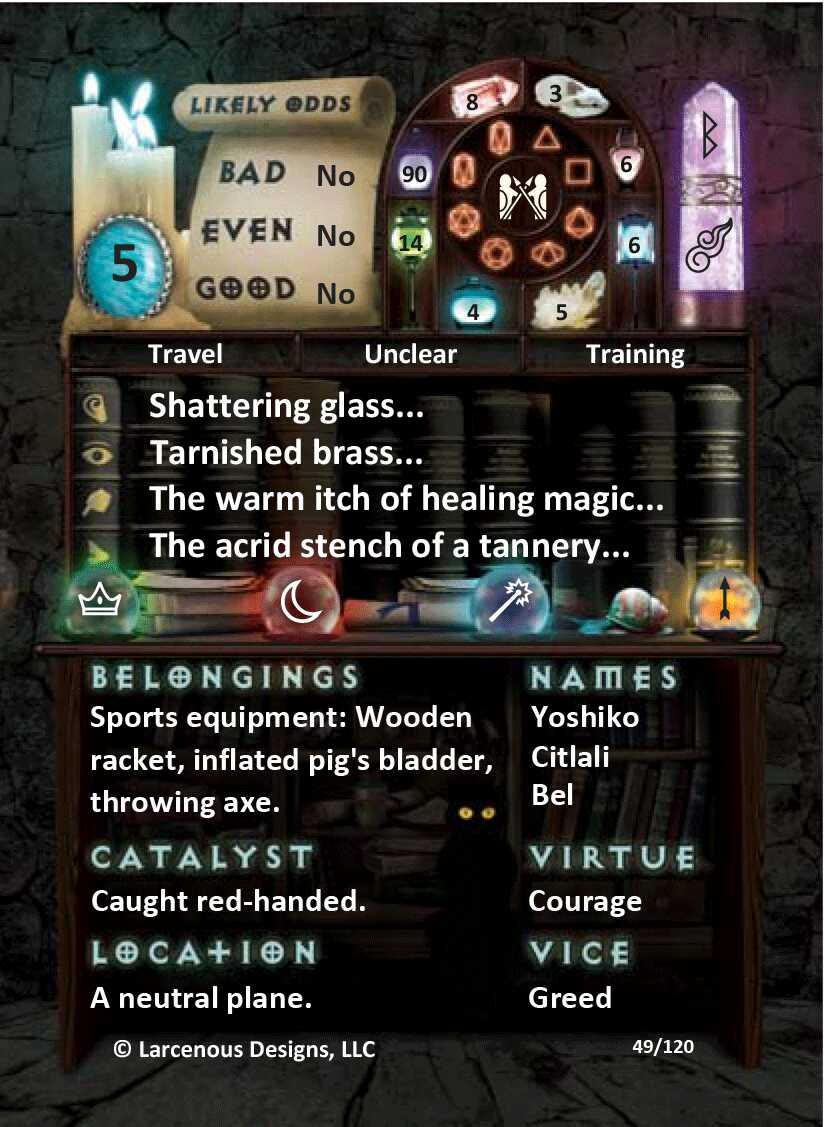 LIKELY ODDS
BAD No
EVEN No
GOOD No
5
8
3
90
6
14
6
4
5
ᛒ
Travel Unclear Training
Shattering glass...
Tarnished brass...
The warm itch of healing magic...
The acrid stench of a tannery...
BELONGINGS
Sports equipment: Wooden
racket, inflated pig's bladder,
throwing axe.
NAMES
Yoshiko
Citlali
Bel
CATALYST
Caught red-handed.
VIRTUE
Courage
LOCATION
A neutral plane.
VICE
Greed
© Larcenous Designs, LLC
49/120